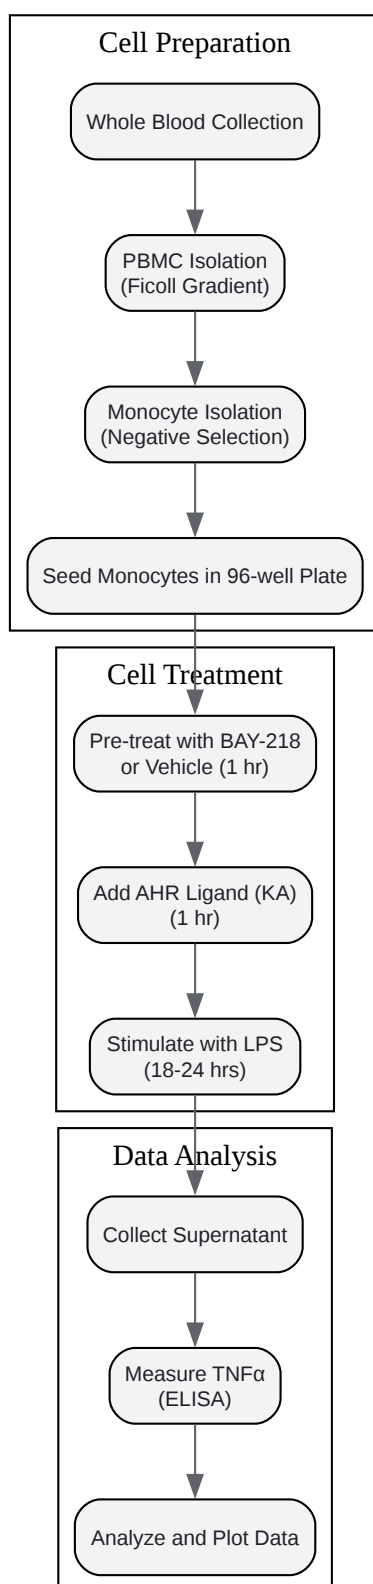 Cell Preparation
Whole Blood Collection
PBMC Isolation
(Ficoll Gradient)
Monocyte Isolation
(Negative Selection)
Seed Monocytes in 96-well Plate
Cell Treatment
Pre-treat with BAY-218
or Vehicle (1 hr)
Add AHR Ligand (KA)
(1 hr)
Stimulate with LPS
(18-24 hrs)
Data Analysis
Collect Supernatant
Measure TNFα
(ELISA)
Analyze and Plot Data